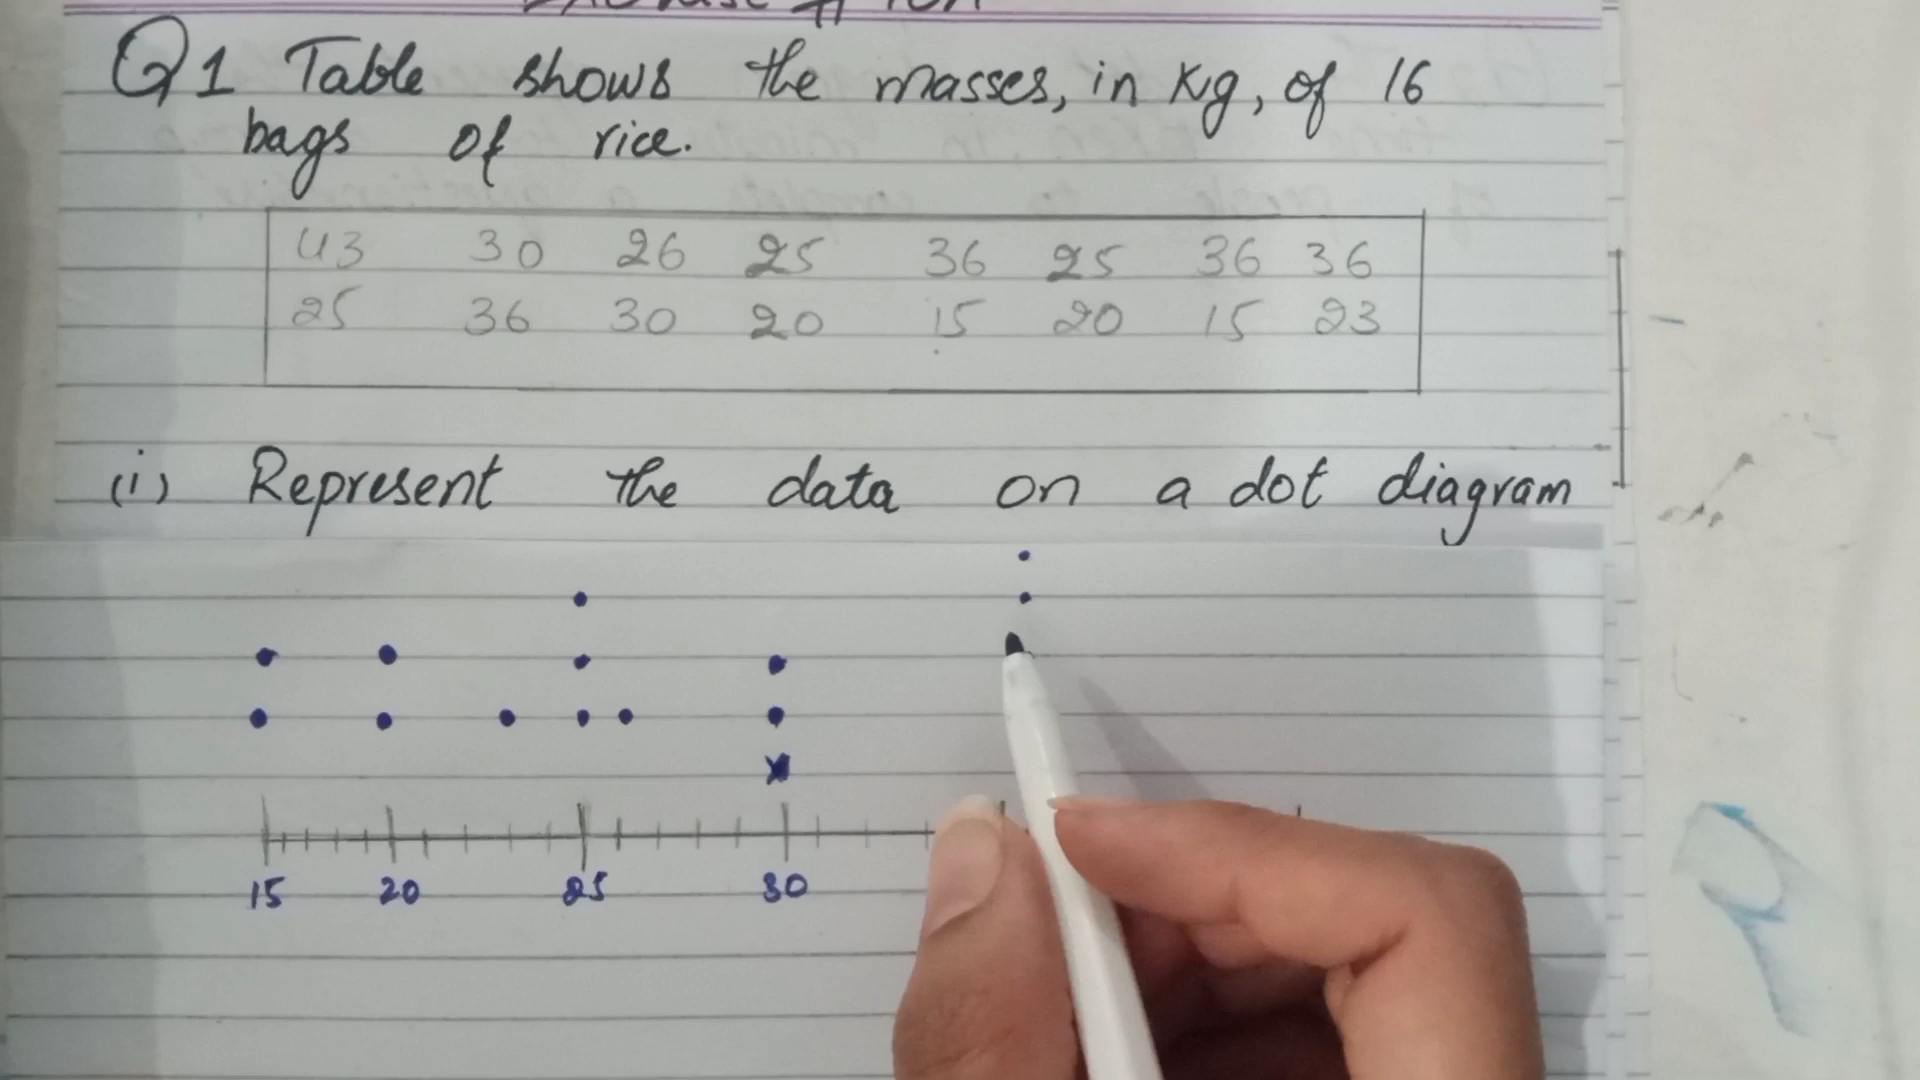 Q1 Table shows the masses, in Kg, of 16
bags of rice.
43 30 26 25 36 25 36 36
25 36 30 20 15 20 15 23
(i) Represent the data on a dot diagram
15 20 25 30